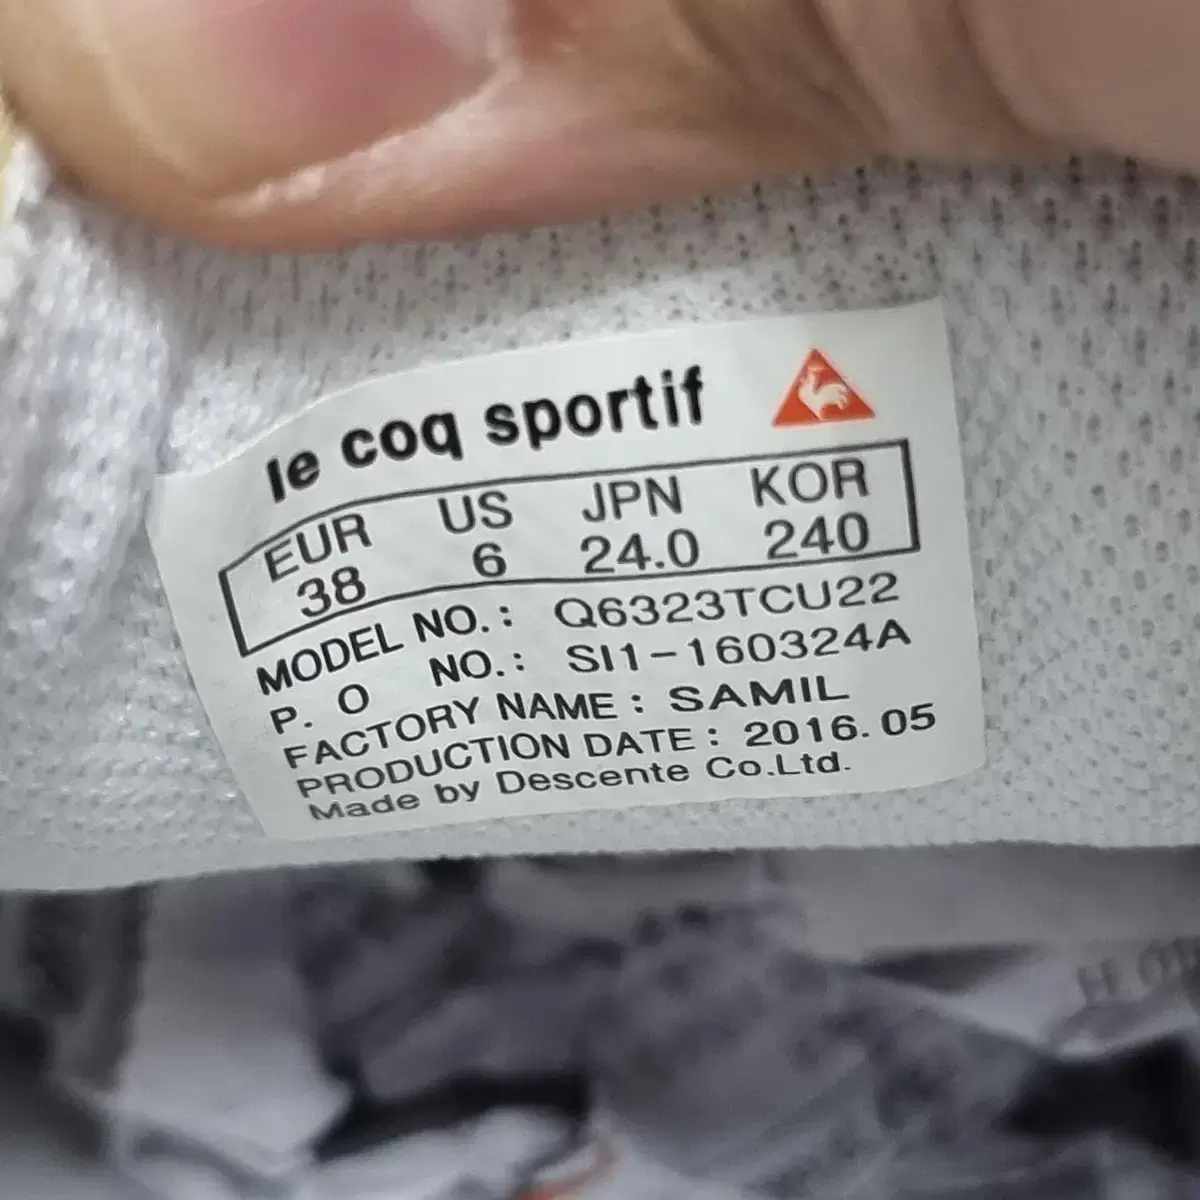 le coq sportif
EUR US JPN KOR
38 6 24.0 240
MODEL NO.: Q6323TCU22
P. O NO.: SI1-160324A
FACTORY NAME: SAMIL
PRODUCTION DATE: 2016. 05
Made by Descente Co.Ltd.